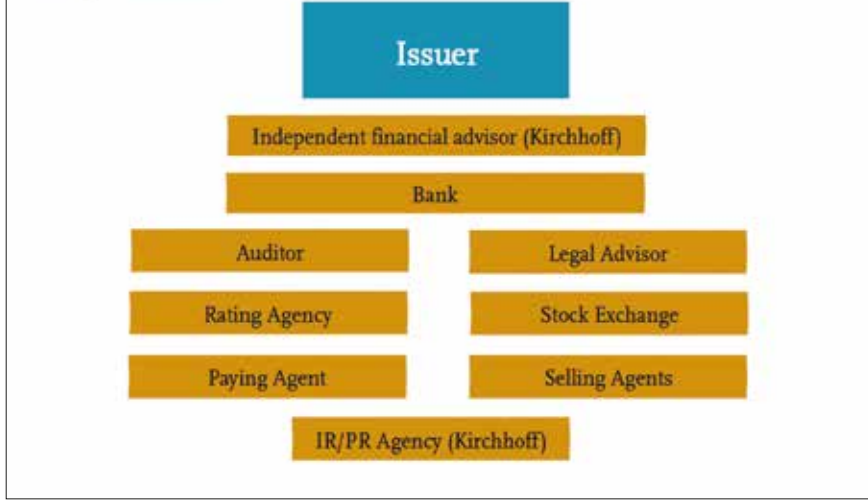 Issuer
Independent financial advisor (Kirchhoff)
Bank
Auditor
Legal Advisor
Rating Agency
Stock Exchange
Paying Agent
Selling Agents
IR/PR Agency (Kirchhoff)